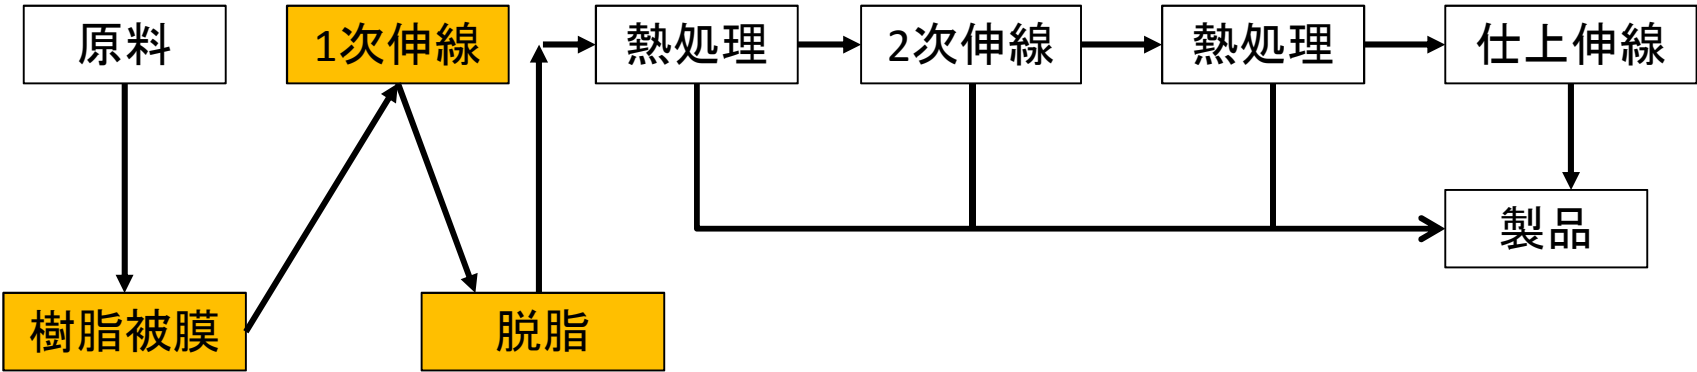 原料
1次伸線
熱処理
2次伸線
熱処理
仕上伸線
製品
樹脂被膜
脱脂